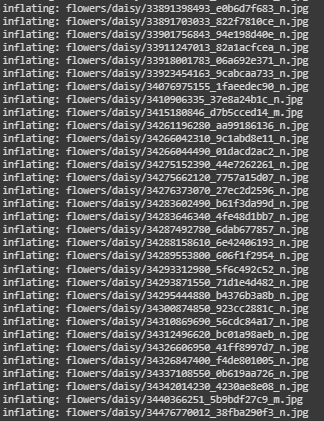 inflating: flowers/daisy/33891398493_e0b6d7f683_n.jpg
inflating: flowers/daisy/33891703033_822f7810ce_n.jpg
inflating: flowers/daisy/33901756843_94e198d40e_n.jpg
inflating: flowers/daisy/33911247013_82a1acfcea_n.jpg
inflating: flowers/daisy/33918001783_06a692e371_n.jpg
inflating: flowers/daisy/33923454163_9cabcaa733_n.jpg
inflating: flowers/daisy/34076975155_1faeedec90_n.jpg
inflating: flowers/daisy/3410906335_37e8a24b1c_n.jpg
inflating: flowers/daisy/3415180846_d7b5cced14_m.jpg
inflating: flowers/daisy/34261196280_aa99186136_n.jpg
inflating: flowers/daisy/34266042310_9c1abd8e11_n.jpg
inflating: flowers/daisy/34266044490_01dacd2ac2_n.jpg
inflating: flowers/daisy/34275152390_44e7262261_n.jpg
inflating: flowers/daisy/34275662120_7757a15d07_n.jpg
inflating: flowers/daisy/34276373070_27ec2d2596_n.jpg
inflating: flowers/daisy/34283602490_b61f3da99d_n.jpg
inflating: flowers/daisy/34283646340_4fe48d1bb7_n.jpg
inflating: flowers/daisy/34287492780_6dab677857_n.jpg
inflating: flowers/daisy/34288158610_6e42406193_n.jpg
inflating: flowers/daisy/34289553800_606f1f2954_n.jpg
inflating: flowers/daisy/34293312980_5f6c492c52_n.jpg
inflating: flowers/daisy/34293871550_71d1e4d482_n.jpg
inflating: flowers/daisy/34295444880_b4376b3a8b_n.jpg
inflating: flowers/daisy/34300874850_923cc2881c_n.jpg
inflating: flowers/daisy/34310869690_56cdc84a17_n.jpg
inflating: flowers/daisy/34312496620_bc01a98aeb_n.jpg
inflating: flowers/daisy/34326606950_41ff8997d7_n.jpg
inflating: flowers/daisy/34326847400_f4de801005_n.jpg
inflating: flowers/daisy/34337108550_0b619aa726_n.jpg
inflating: flowers/daisy/34342014230_4230ae8e08_n.jpg
inflating: flowers/daisy/3440366251_5b9bdf27c9_m.jpg
inflating: flowers/daisy/34476770012_38fba290f3_n.jpg